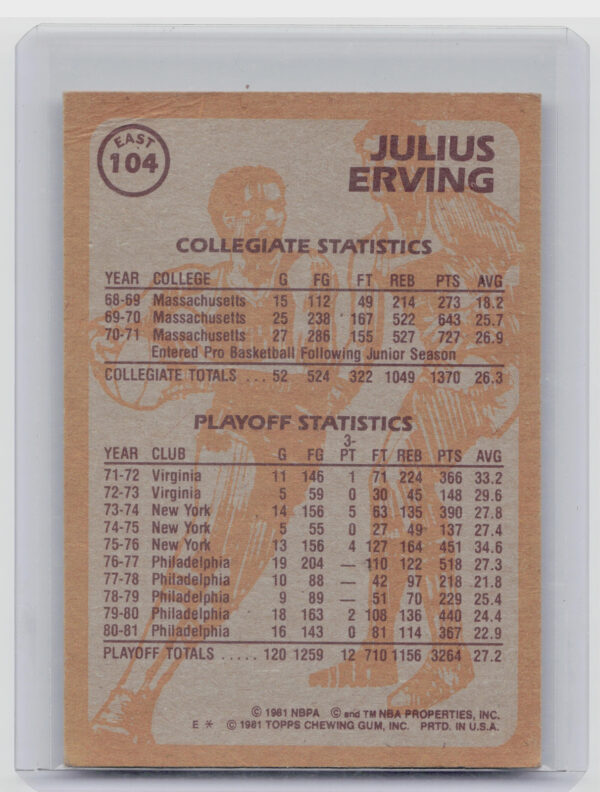 EAST
104
JULIUS
ERVING
COLLEGIATE STATISTICS
YEAR COLLEGE G FG FT REB PTS AVG
68-69 Massachusetts 15 112 49 214 273 18.2
69-70 Massachusetts 25 238 167 522 643 25.7
70-71 Massachusetts 27 286 155 527 727 26.9
Entered Pro Basketball Following Junior Season
COLLEGIATE TOTALS ... 52 524 322 1049 1370 26.3
PLAYOFF STATISTICS
YEAR CLUB G FG 3-PT FT REB PTS AVG
71-72 Virginia 11 146 1 71 224 366 33.2
72-73 Virginia 5 59 0 30 45 148 29.6
73-74 New York 14 156 5 63 135 390 27.8
74-75 New York 5 55 0 27 49 137 27.4
75-76 New York 13 156 4 127 164 451 34.6
76-77 Philadelphia 19 204 — 110 122 518 27.3
77-78 Philadelphia 10 88 — 42 97 218 21.8
78-79 Philadelphia 9 89 — 51 70 229 25.4
79-80 Philadelphia 18 163 2 108 136 440 24.4
80-81 Philadelphia 16 143 0 81 114 367 22.9
PLAYOFF TOTALS ..... 120 1259 12 710 1156 3264 27.2
© 1981 NBPA © and TM NBA PROPERTIES, INC.
E * © 1981 TOPPS CHEWING GUM, INC. PRTD. IN U.S.A.